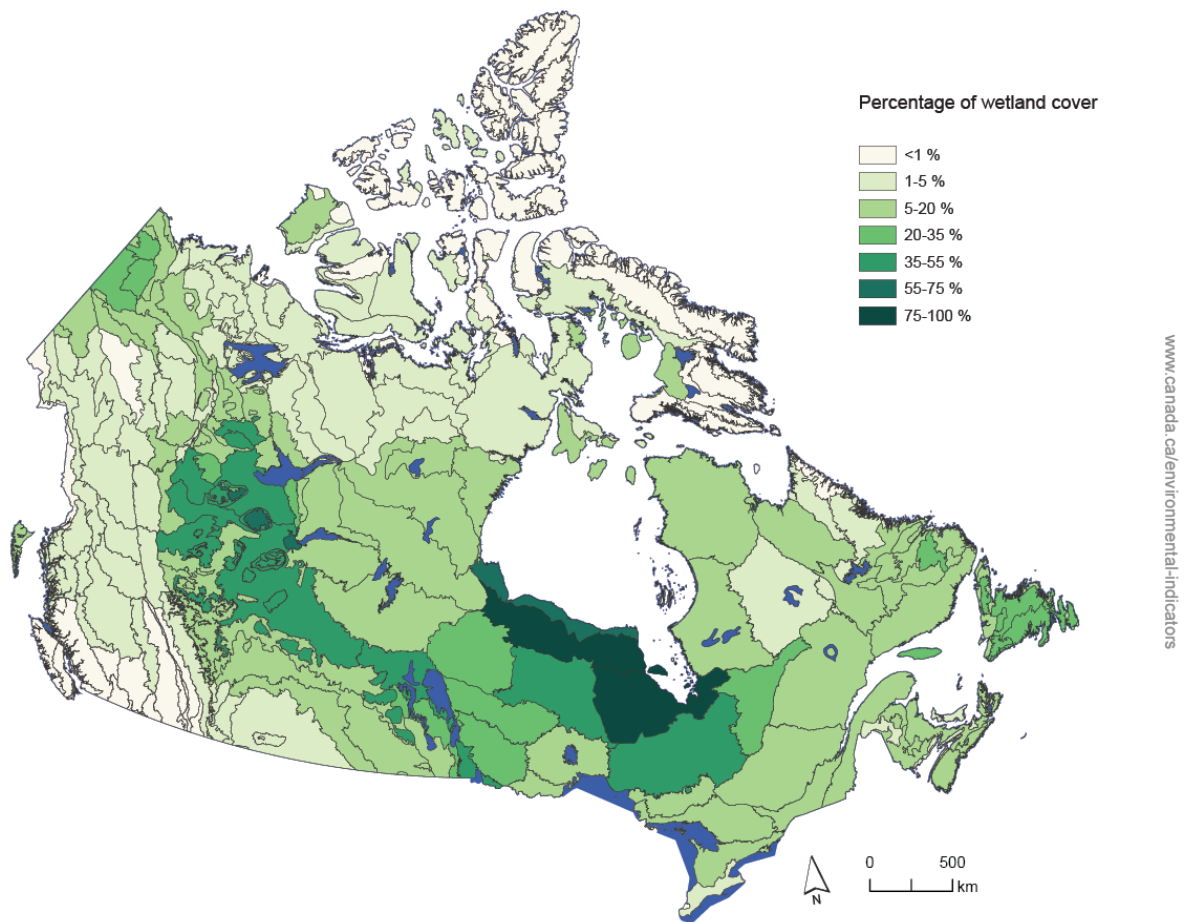 Percentage of wetland cover
<1 %
1-5 %
5-20 %
20-35 %
35-55 %
55-75 %
75-100 %
www.canada.ca/environmental-indicators
0 500
km
N